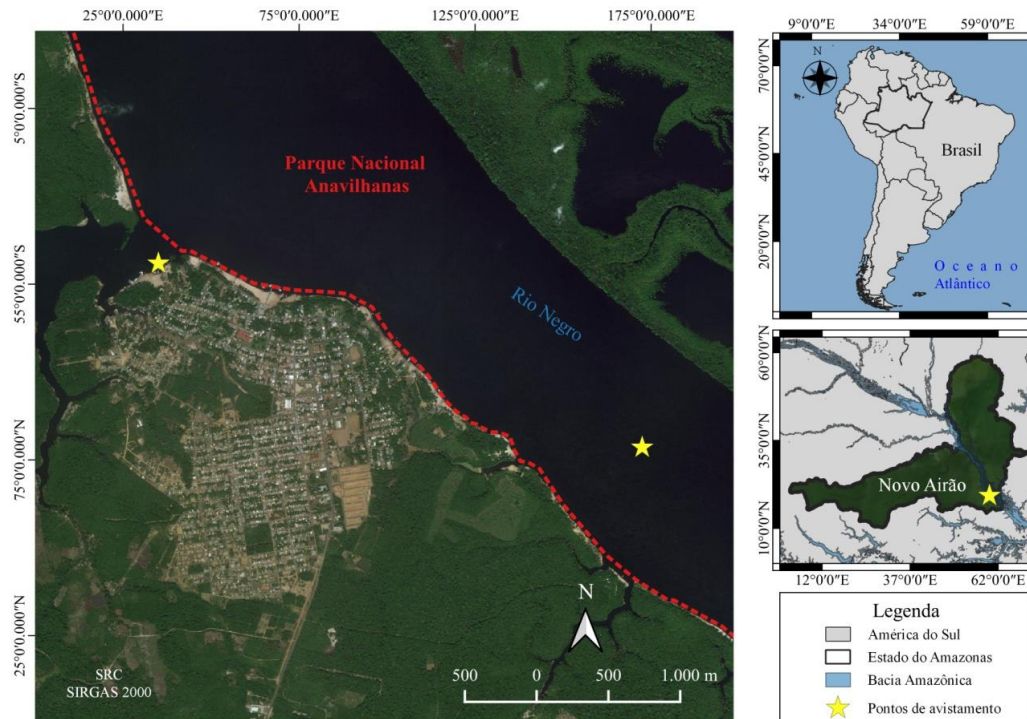 25°0'0.000"E 75°0'0.000"E 125°0'0.000"E 175°0'0.000"E
5°0'0.000"S
55°0'0.000"S
75°0'0.000"N
25°0'0.000"N
Parque Nacional
Anavilhanas
Rio Negro
N
500 0 500 1.000 m
SRC
SIRGAS 2000
9°0'0"E 34°0'0"E 59°0'0"E
70°0'0"N
45°0'0"N
20°0'0"N
N
Brasil
Oceano
Atlântico
60°0'0"N
35°0'0"N
10°0'0"N
Novo Airão
12°0'0"E 37°0'0"E 62°0'0"E
Legenda
América do Sul
Estado do Amazonas
Bacia Amazônica
Pontos de avistamento